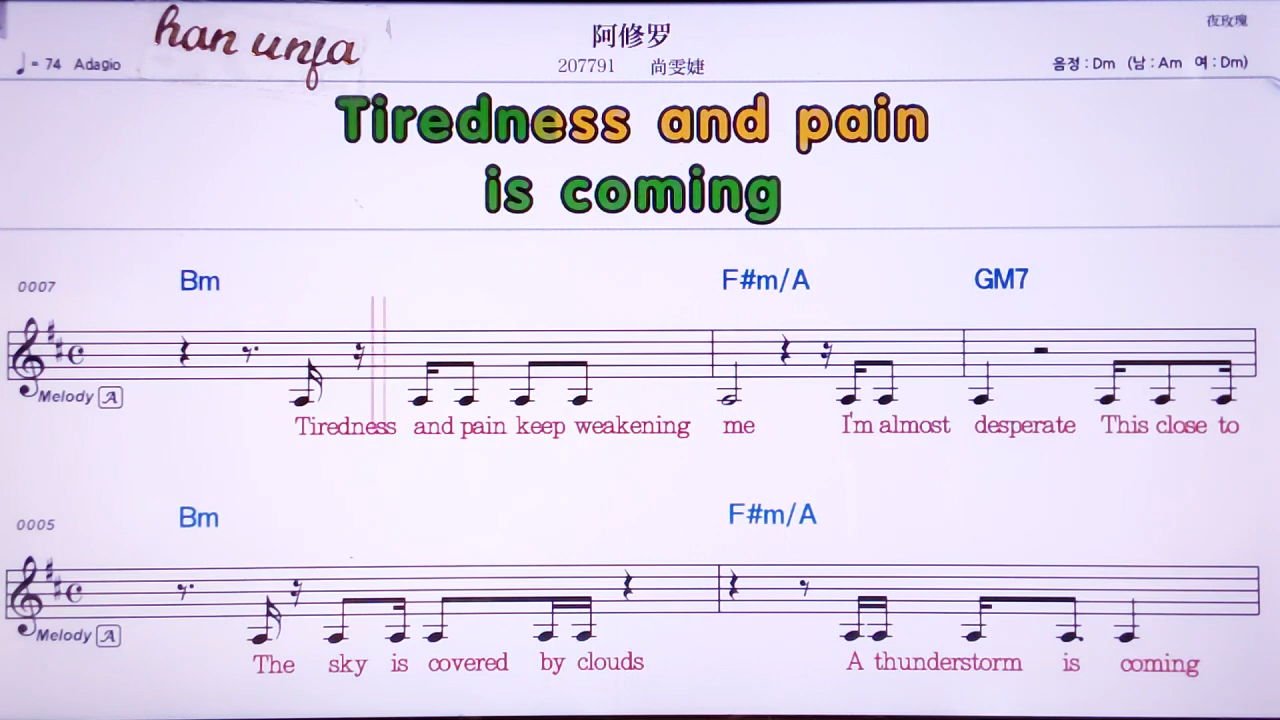 han unfa
阿修罗
夜玫瑰
♩= 74 Adagio
207791 尚雯婕
음정 : Dm (남 : Am 여 : Dm)
Tiredness and pain
is coming
0007
Bm F#m/A GM7
Melody A
Tiredness and pain keep weakening me I'm almost desperate This close to
0005
Bm F#m/A
Melody A
The sky is covered by clouds A thunderstorm is coming